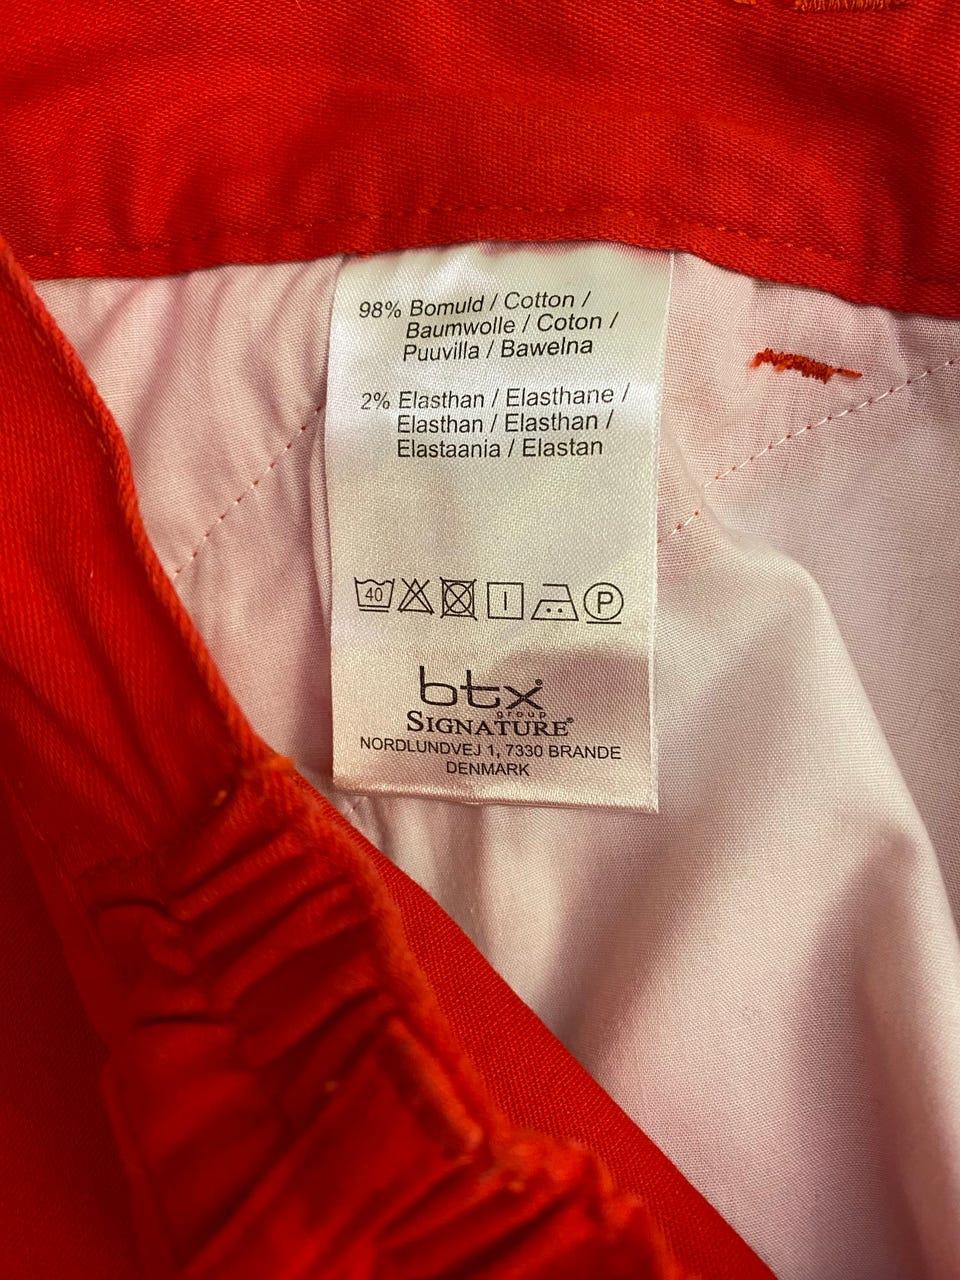 98% Bomuld / Cotton /
Baumwolle / Coton /
Puuvilla / Bawelna
2% Elasthan / Elasthane /
Elasthan / Elasthan /
Elastaania / Elastan
40 P
btx®
group
SIGNATURE®
NORDLUNDVEJ 1, 7330 BRANDE
DENMARK